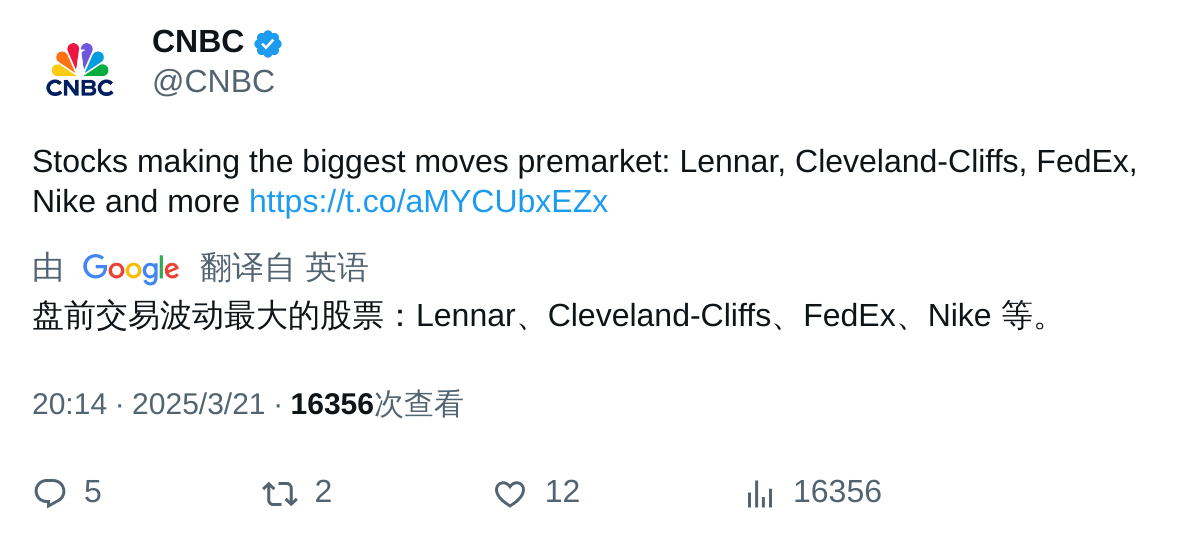 CNBC
CNBC
@CNBC
Stocks making the biggest moves premarket: Lennar, Cleveland-Cliffs, FedEx,
Nike and more https://t.co/aMYCUbxEZx
由 Google 翻译自 英语
盘前交易波动最大的股票：Lennar、Cleveland-Cliffs、FedEx、Nike 等。
20:14 · 2025/3/21 · 16356次查看
5 2 12 16356